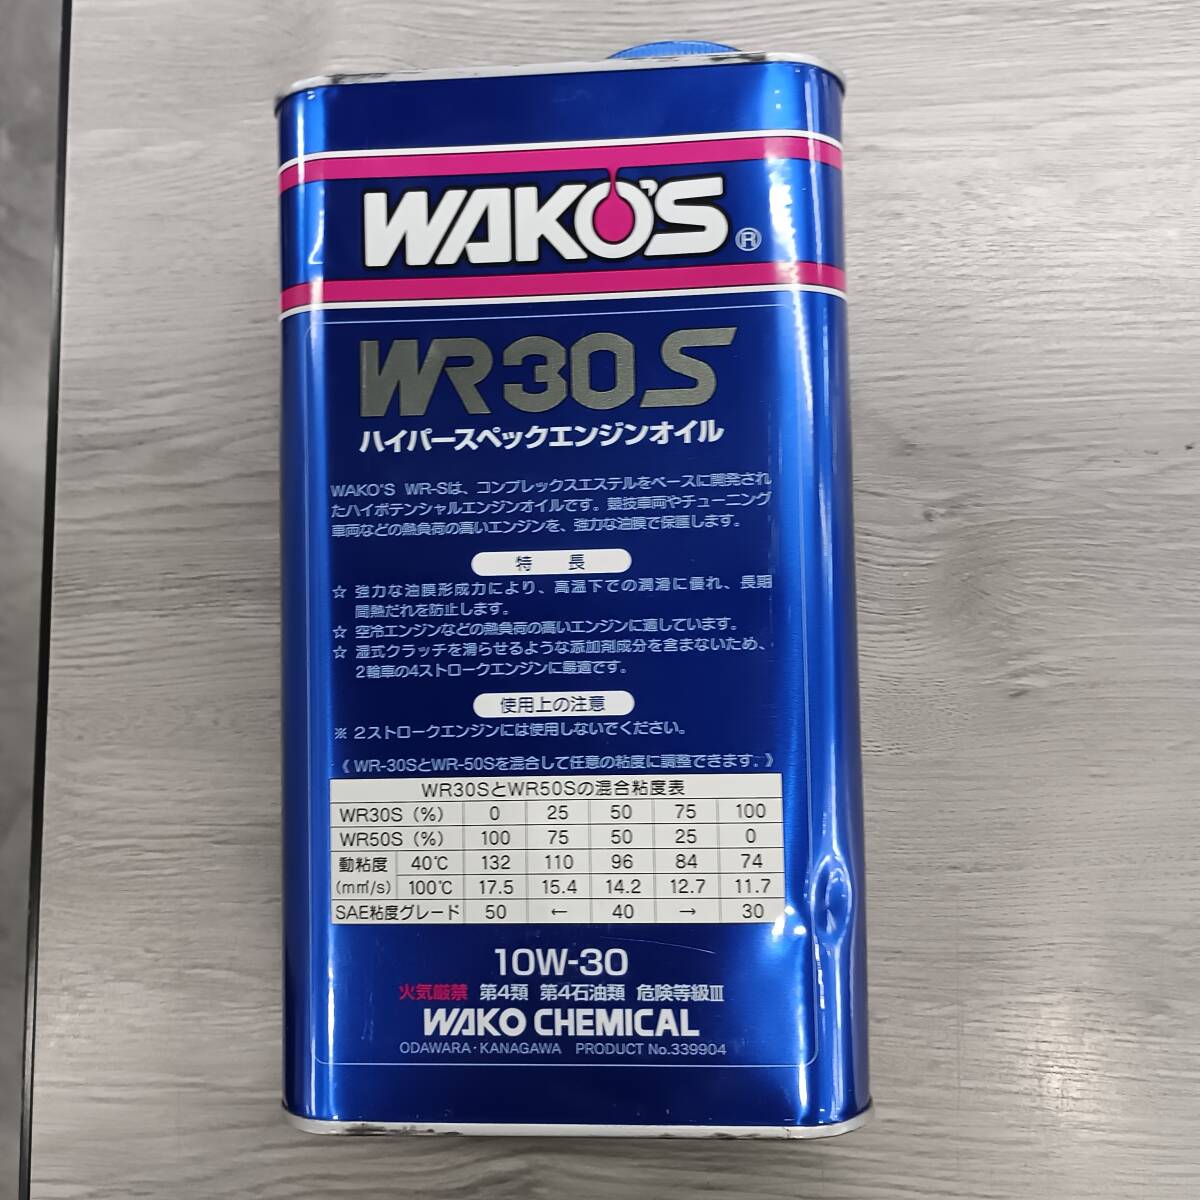 WAKO'S ®
WR30S
ハイパースペックエンジンオイル
WAKO'S WR-Sは、コンプレックスエステルをベースに開発され
たハイポテンシャルエンジンオイルです。競技車両やチューニング
車両などの熱負荷の高いエンジンを、強力な油膜で保護します。
特 長
☆ 強力な油膜形成力により、高温下での潤滑に優れ、長期
間熱だれを防止します。
☆ 空冷エンジンなどの熱負荷の高いエンジンに適しています。
☆ 湿式クラッチを滑らせるような添加剤成分を含まないため、
2輪車の4ストロークエンジンに最適です。
使用上の注意
※ 2ストロークエンジンには使用しないでください。
《 WR-30SとWR-50Sを混合して任意の粘度に調整できます。》
WR30SとWR50Sの混合粘度表
WR30S (%) 0 25 50 75 100
WR50S (%) 100 75 50 25 0
動粘度 40℃ 132 110 96 84 74
(m㎡/s) 100℃ 17.5 15.4 14.2 12.7 11.7
SAE粘度グレード 50 ← 40 → 30
10W-30
火気厳禁 第4類 第4石油類 危険等級Ⅲ
WAKO CHEMICAL
ODAWARA・KANAGAWA PRODUCT No.339904